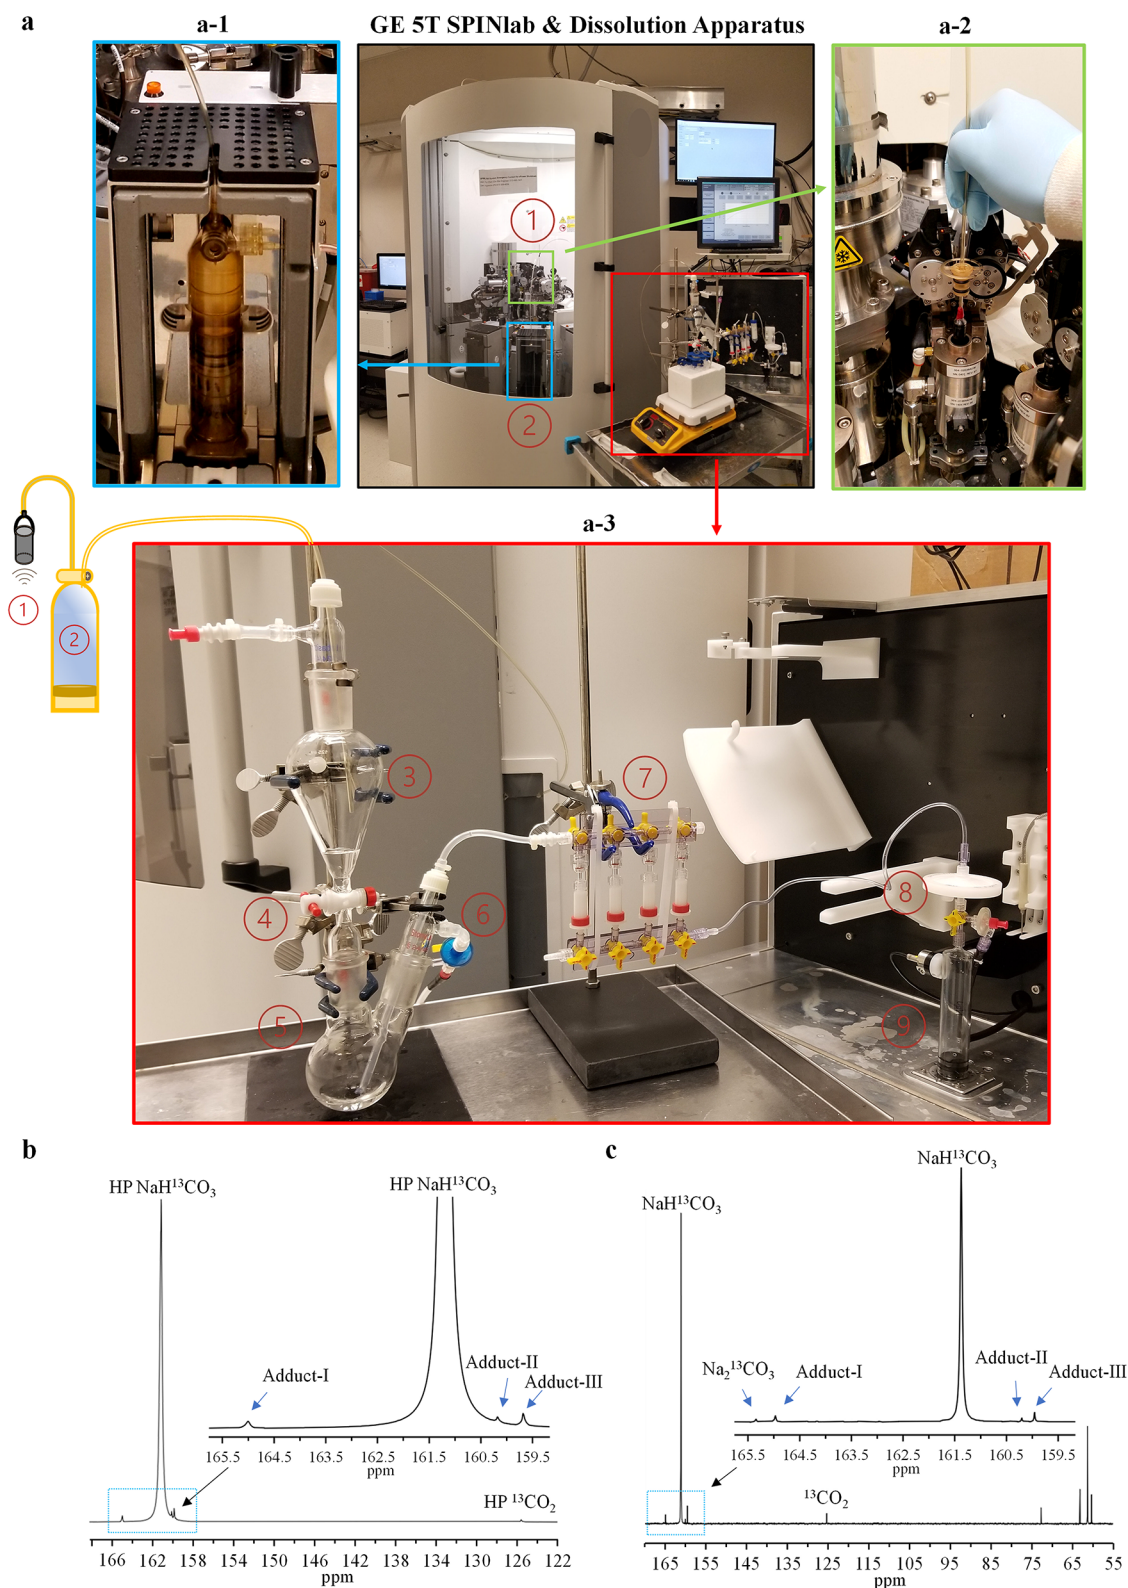 a
a-1
GE 5T SPINlab & Dissolution Apparatus
a-2
1
2
a-3
1
2
3
4
5
6
7
8
9
b
HP NaH¹³CO₃
HP NaH¹³CO₃
Adduct-I
Adduct-II
Adduct-III
165.5 164.5 163.5 162.5 161.5 160.5 159.5
ppm
HP ¹³CO₂
166 162 158 154 150 146 142 138 134 130 126 122
ppm
c
NaH¹³CO₃
NaH¹³CO₃
Na₂¹³CO₃
Adduct-I
Adduct-II
Adduct-III
165.5 164.5 163.5 162.5 161.5 160.5 159.5
ppm
¹³CO₂
165 155 145 135 125 115 105 95 85 75 65 55
ppm